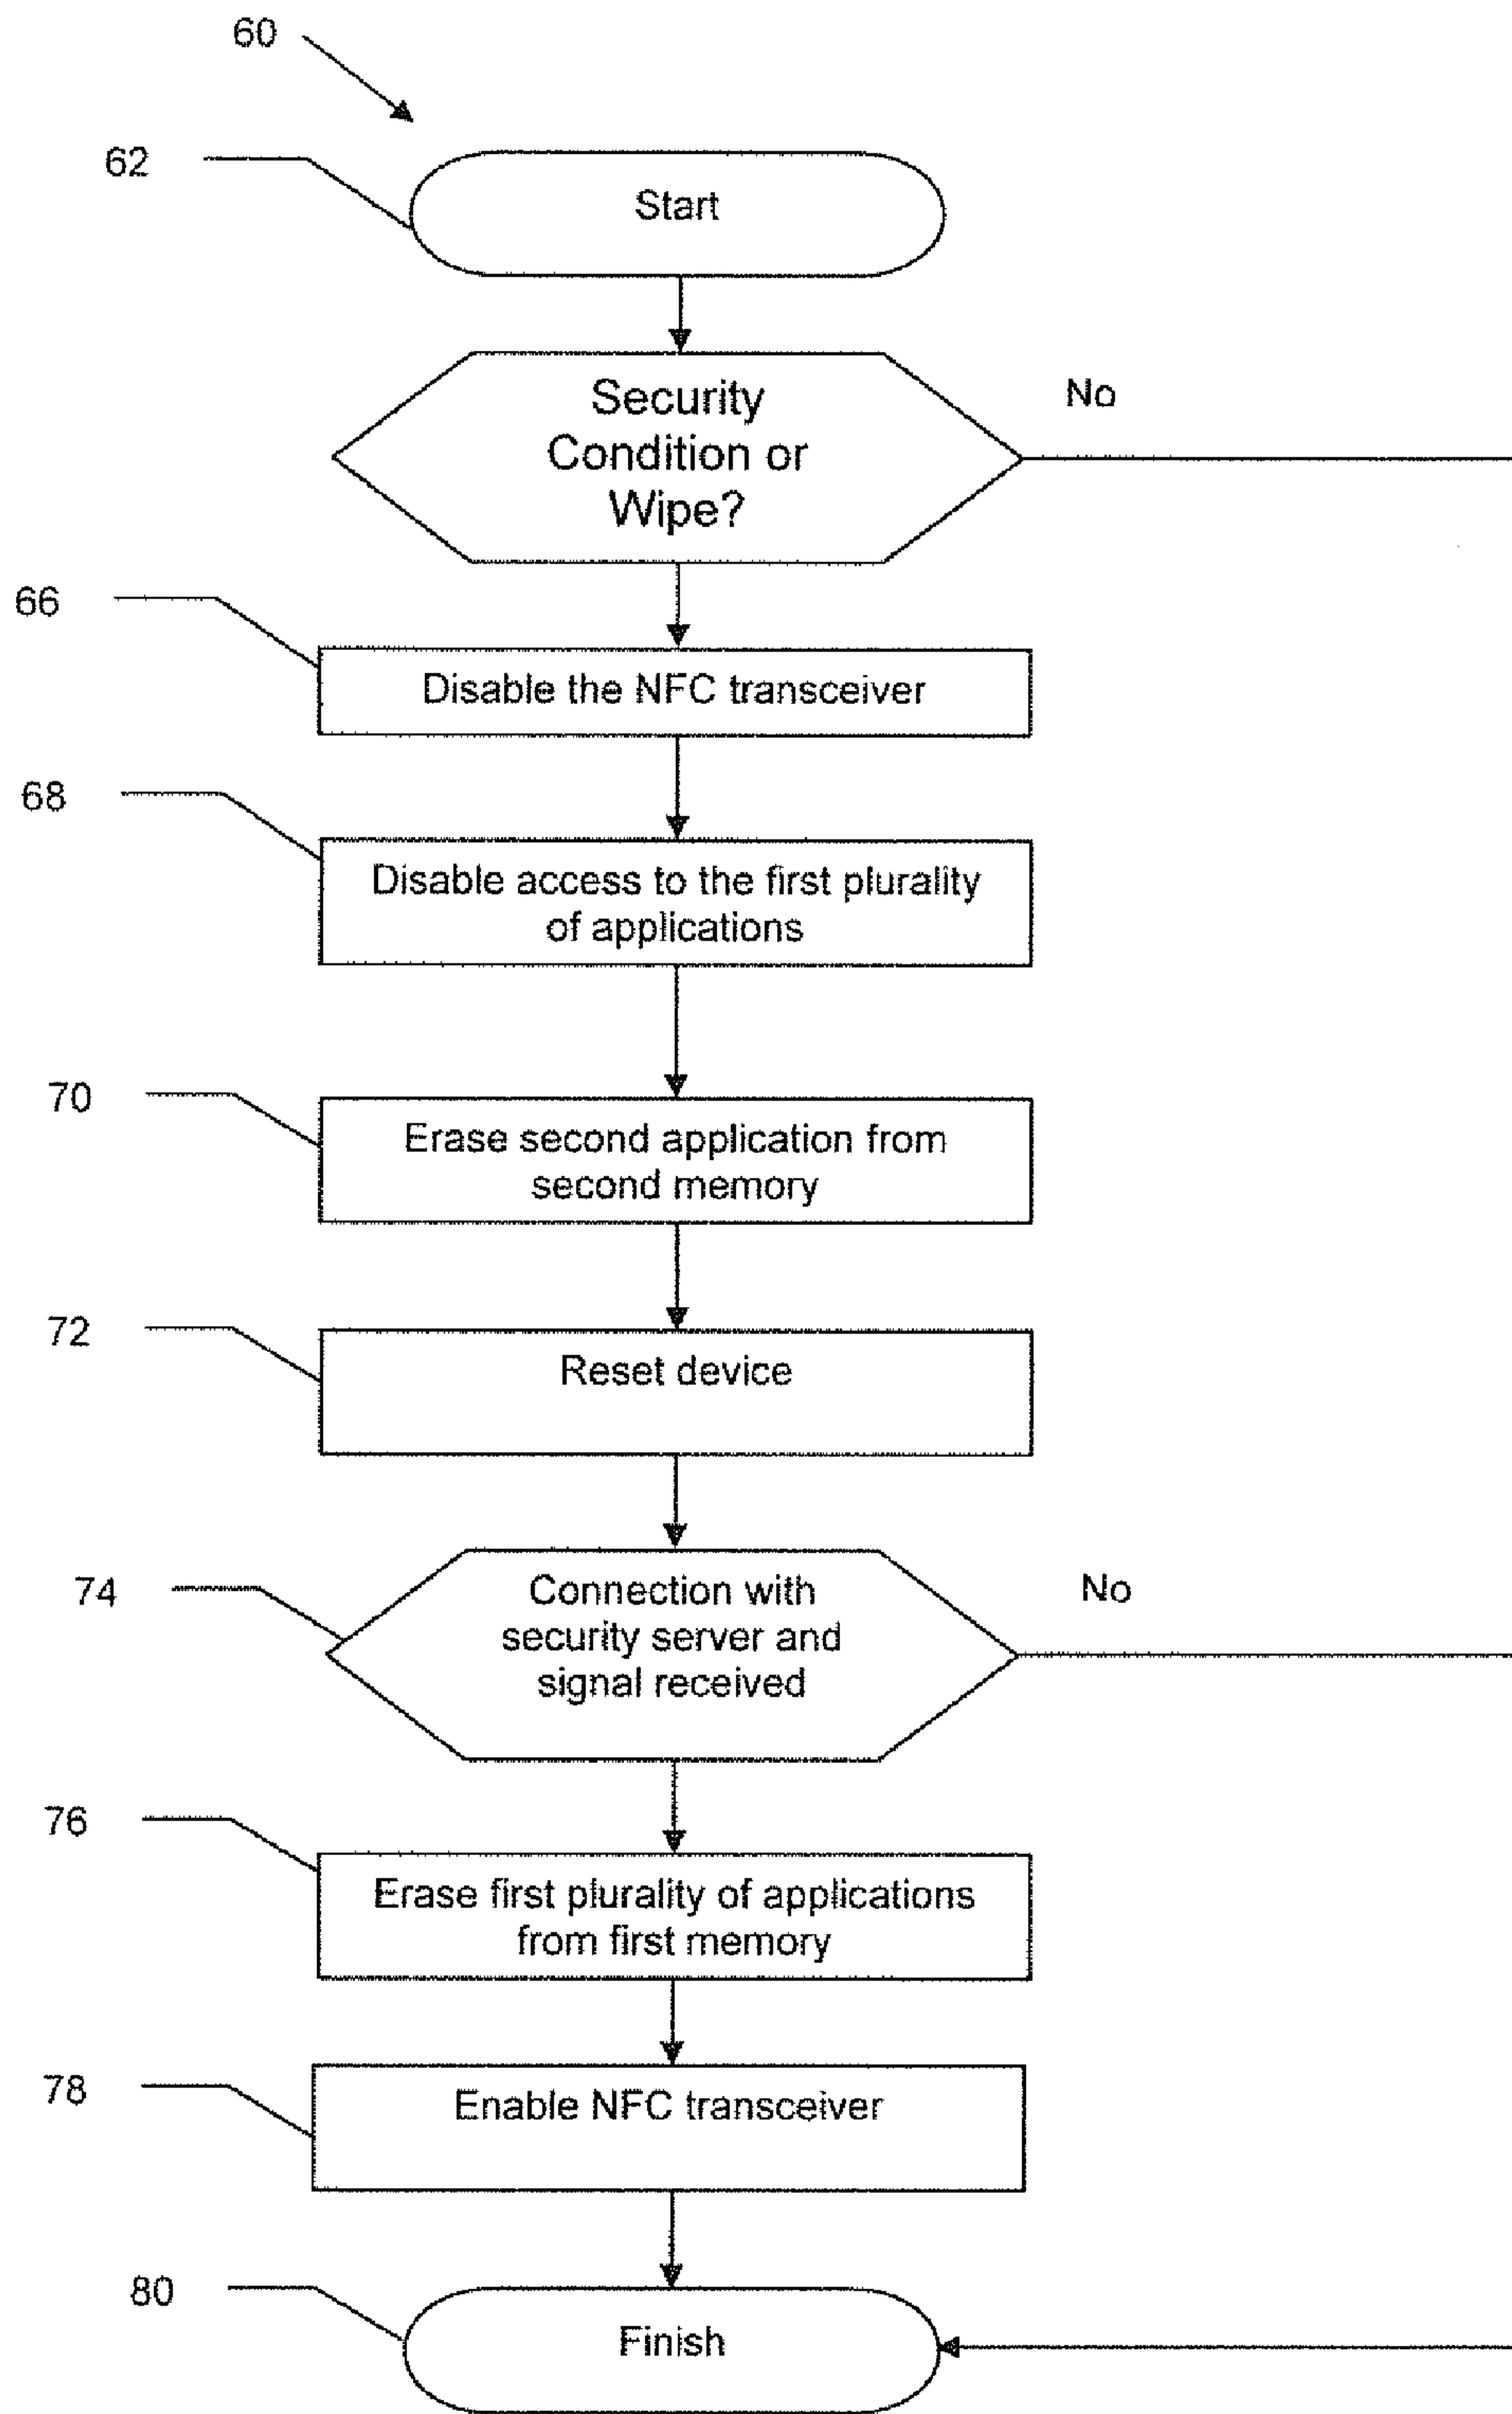 60
62
Start
Security
Condition or
Wipe?
No
66
Disable the NFC transceiver
68
Disable access to the first plurality
of applications
70
Erase second application from
second memory
72
Reset device
74
Connection with
security server and
signal received
No
76
Erase first plurality of applications
from first memory
78
Enable NFC transceiver
80
Finish